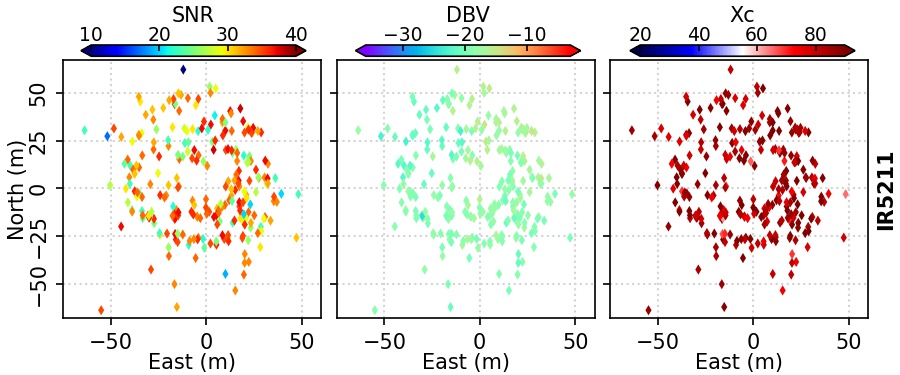 SNR DBV Xc
10 20 30 40 −30 −20 −10 20 40 60 80
50
25
0
−25
−50
North (m)
−50 0 50 −50 0 50 −50 0 50
East (m) East (m) East (m)
IR5211